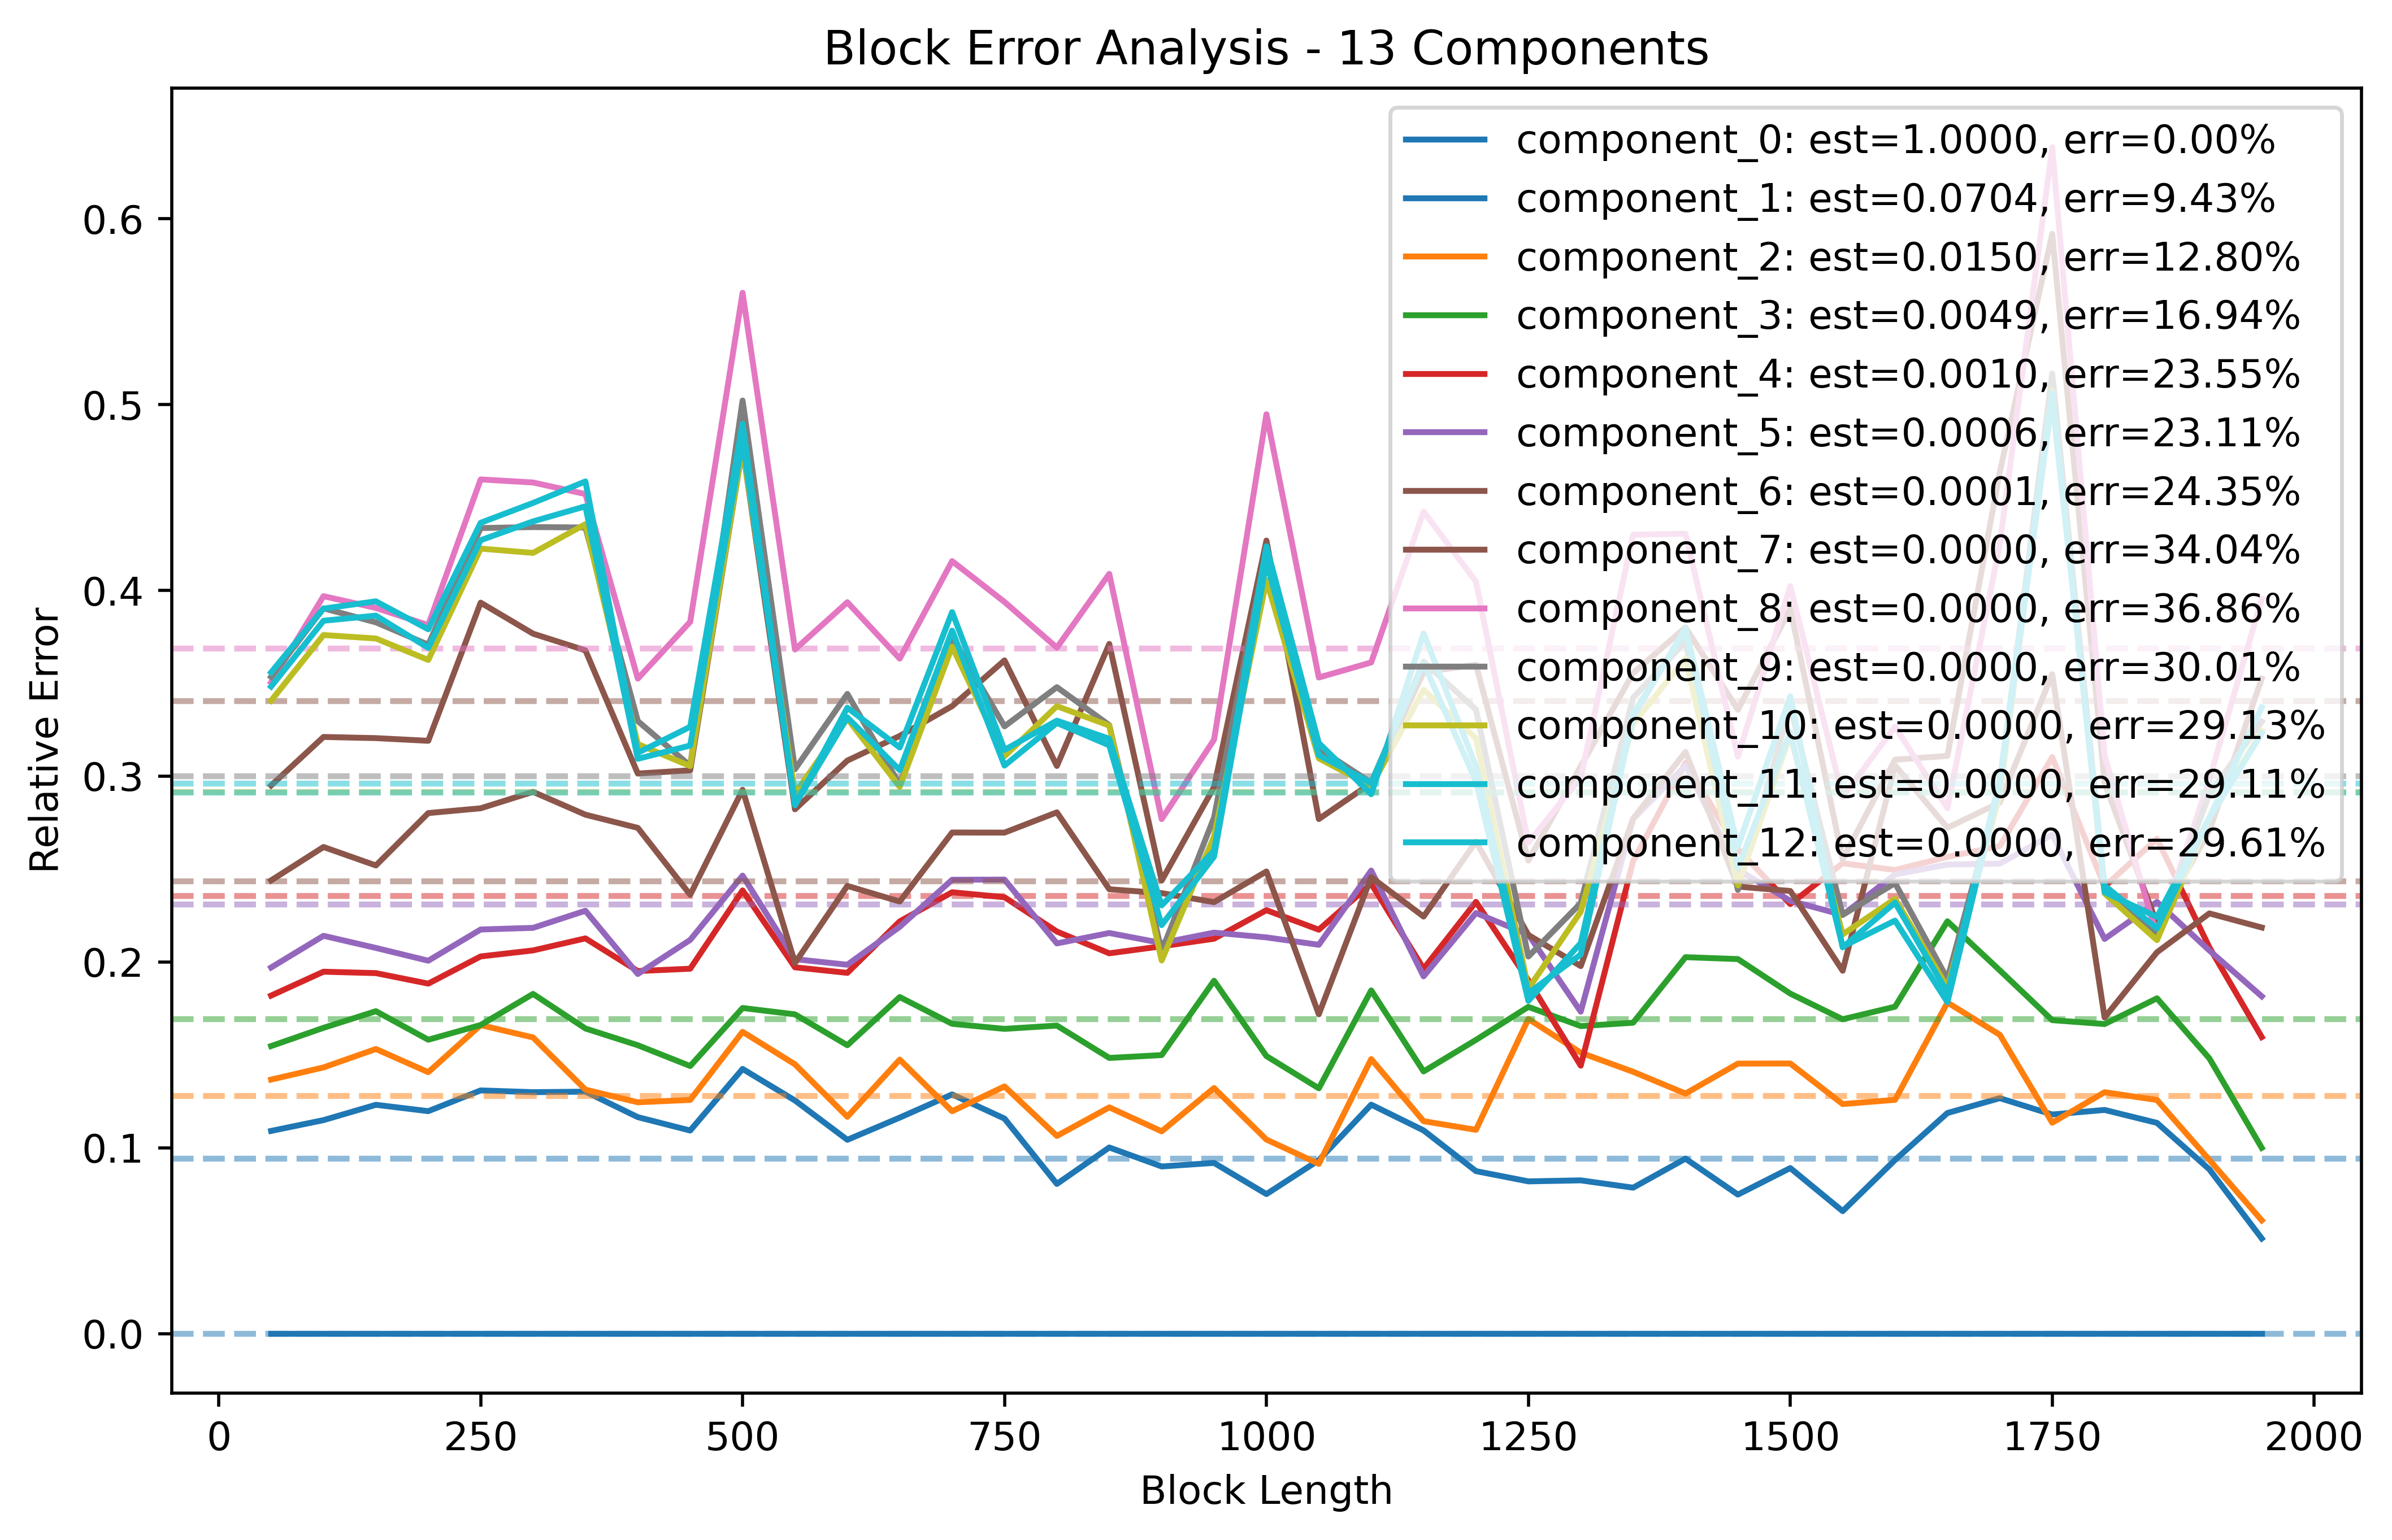 Block Error Analysis - 13 Components
component_0: est=1.0000, err=0.00%
component_1: est=0.0704, err=9.43%
component_2: est=0.0150, err=12.80%
component_3: est=0.0049, err=16.94%
component_4: est=0.0010, err=23.55%
component_5: est=0.0006, err=23.11%
component_6: est=0.0001, err=24.35%
component_7: est=0.0000, err=34.04%
component_8: est=0.0000, err=36.86%
component_9: est=0.0000, err=30.01%
component_10: est=0.0000, err=29.13%
component_11: est=0.0000, err=29.11%
component_12: est=0.0000, err=29.61%
Relative Error
0.6
0.5
0.4
0.3
0.2
0.1
0.0
0 250 500 750 1000 1250 1500 1750 2000
Block Length